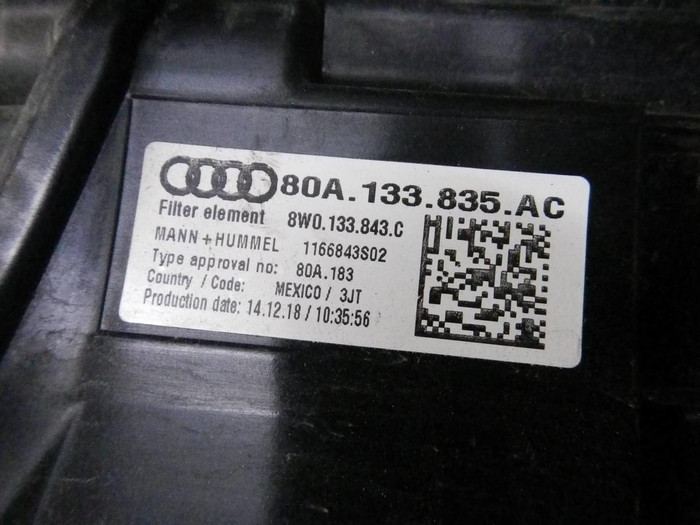 80A.133.835.AC
Filter element 8W0.133.843.C
MANN+HUMMEL 1166843S02
Type approval no: 80A.183
Country / Code: MEXICO / 3JT
Production date: 14.12.18 / 10:35:56